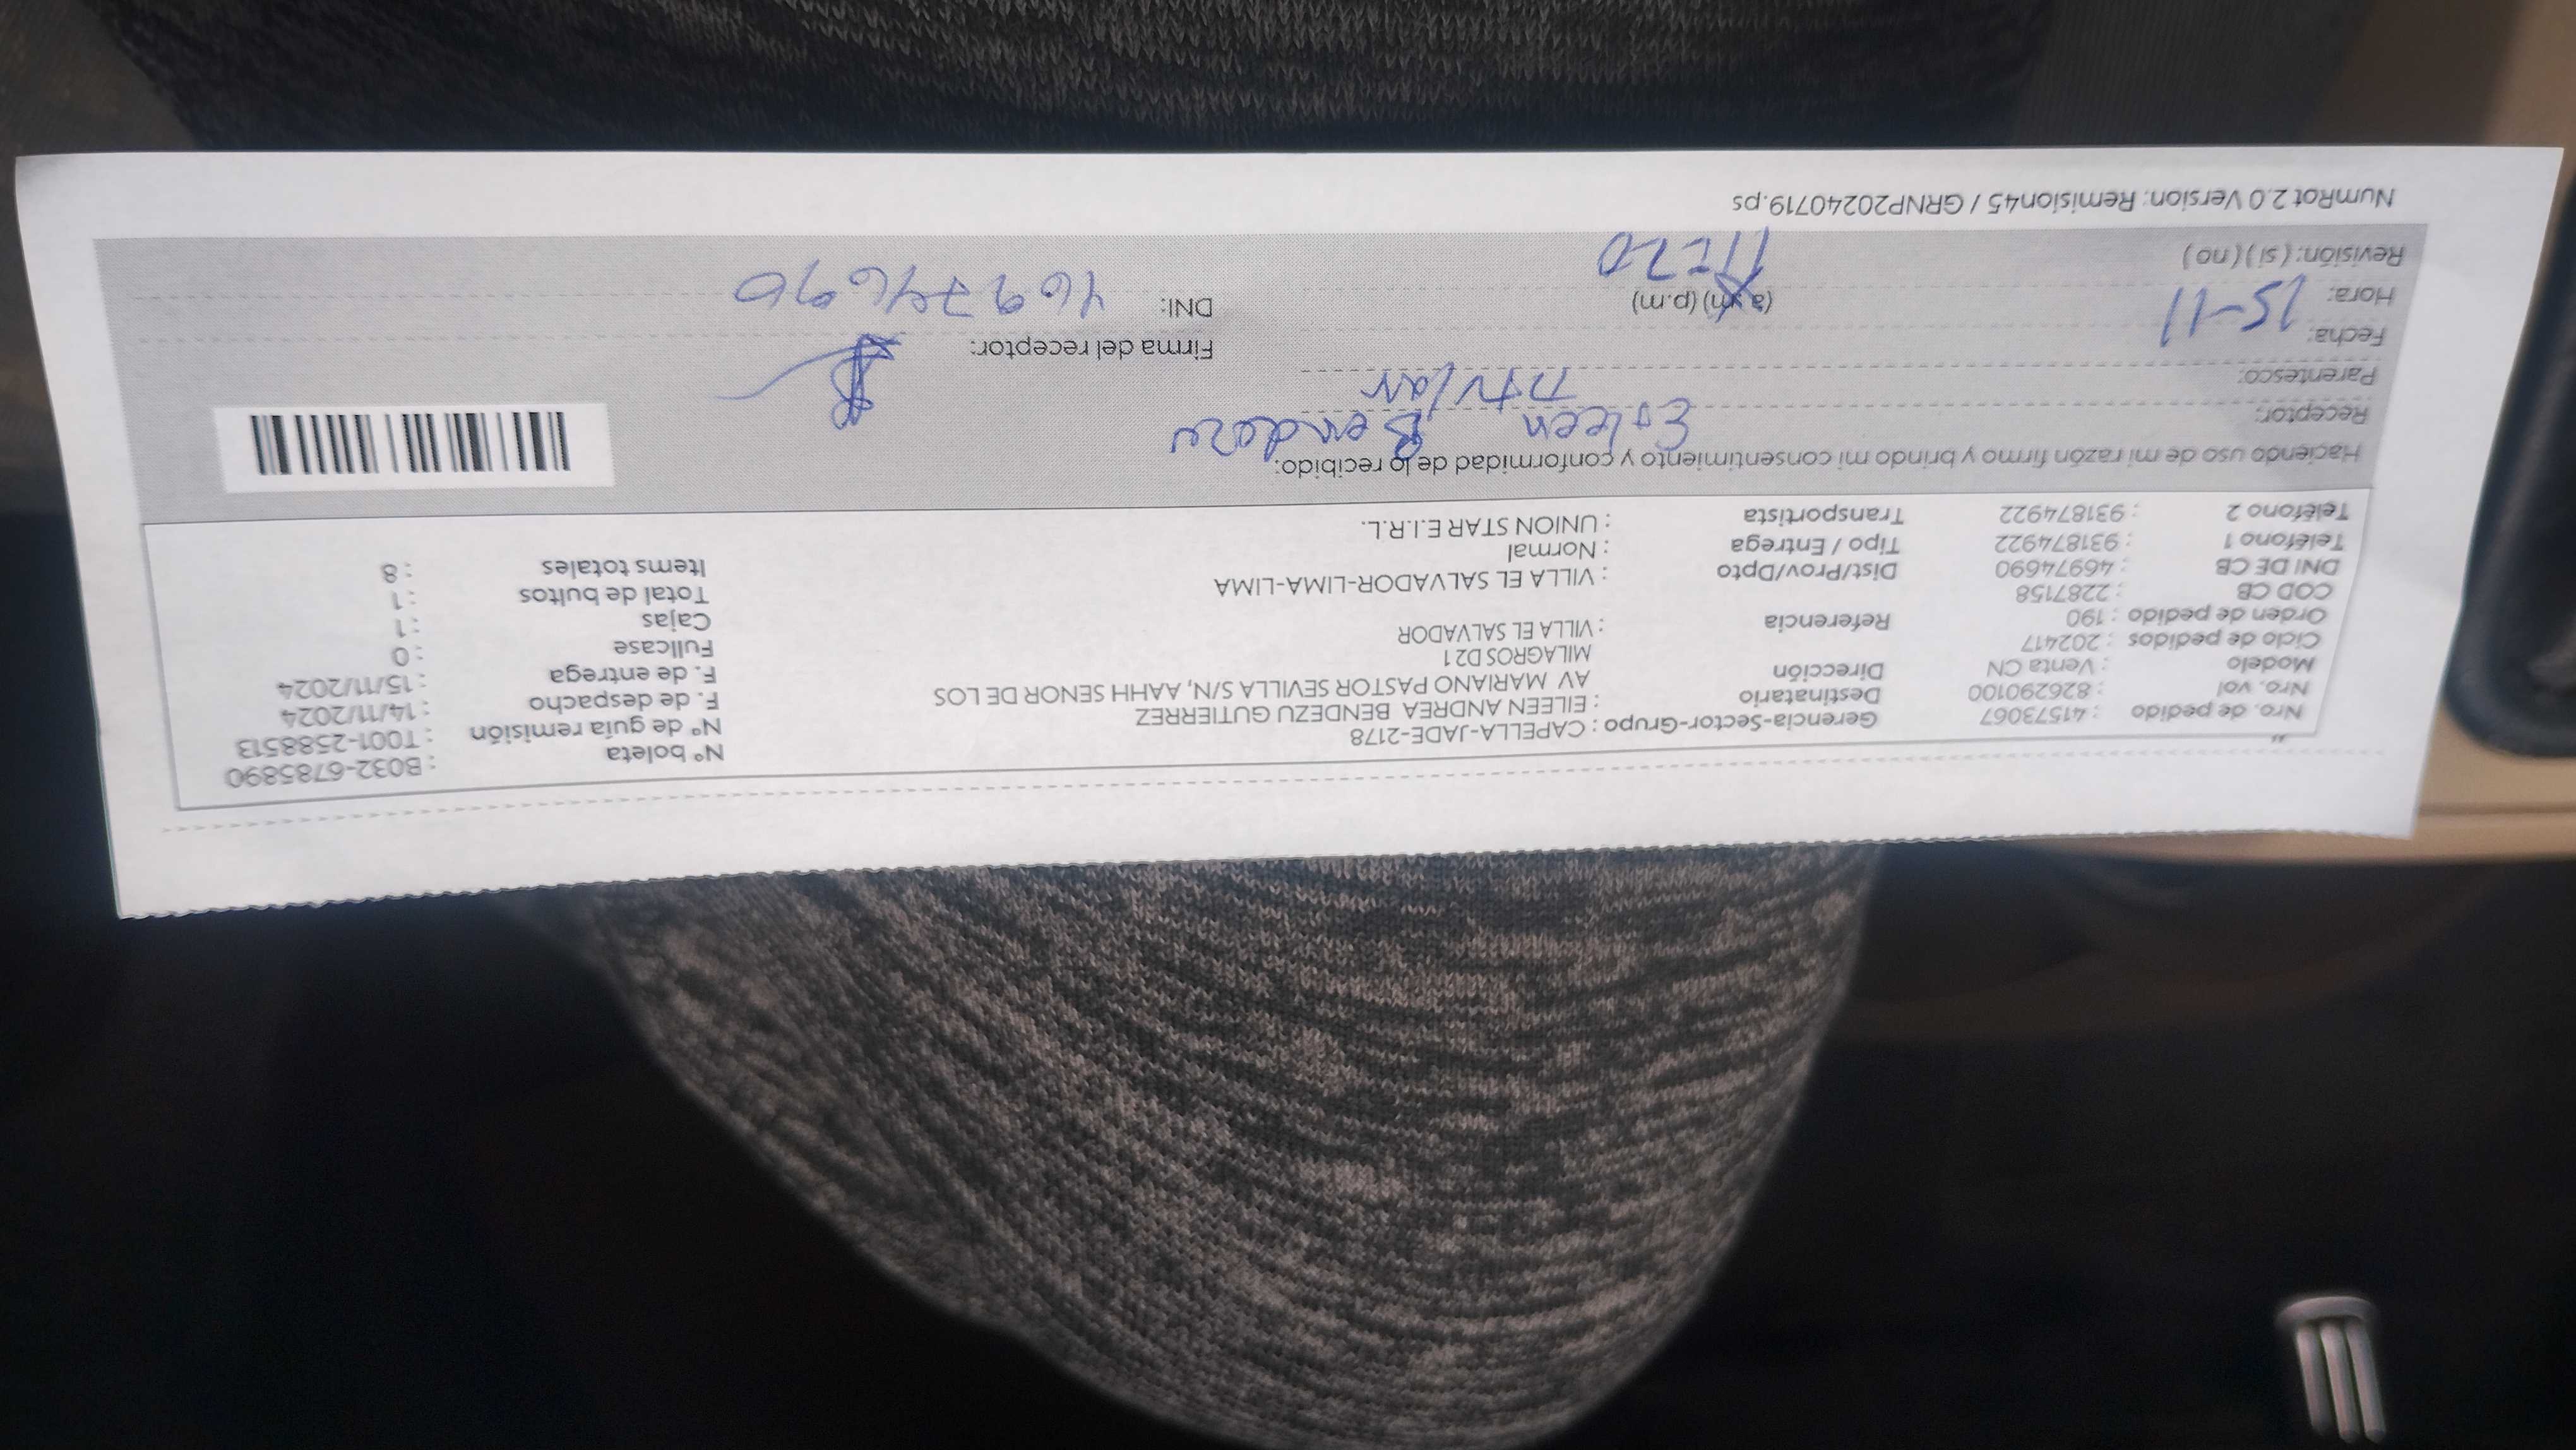 Nro. de pedido : 41573067 Gerencia-Sector-Grupo : CAPELLA-JADE-2178 N° boleta : B032-6785890
Nro. vol : 826290100 Destinatario : EILEEN ANDREA BENDEZU GUTIERREZ N° de guía remisión : T001-2588513
Modelo : Venta CN Dirección AV MARIANO PASTOR SEVILLA S/N, AAHH SENOR DE LOS F. de despacho : 14/11/2024
MILAGROS D21
Ciclo de pedidos : 202417 F. de entrega : 15/11/2024
Orden de pedido : 190 Referencia : VILLA EL SALVADOR Fullcase : 0
COD CB : 2287158 Cajas : 1
DNI DE CB : 46974690 Dist/Prov/Dpto : VILLA EL SALVADOR-LIMA-LIMA Total de bultos : 1
Teléfono 1 : 931874922 Tipo / Entrega : Normal Items totales : 8
Teléfono 2 : 931874922 Transportista : UNION STAR E.I.R.L.
Haciendo uso de mi razón firmo y brindo mi consentimiento y conformidad de lo recibido:
Receptor: Eileen Bendezu
Parentesco: Titular
Fecha: 15-11 Firma del receptor:
Hora: (a.m) (p.m) DNI: 46974690
Revisión: (si) (no) 11:20
NumRot 2.0 Version: Remision45 / GRNP20240719.ps